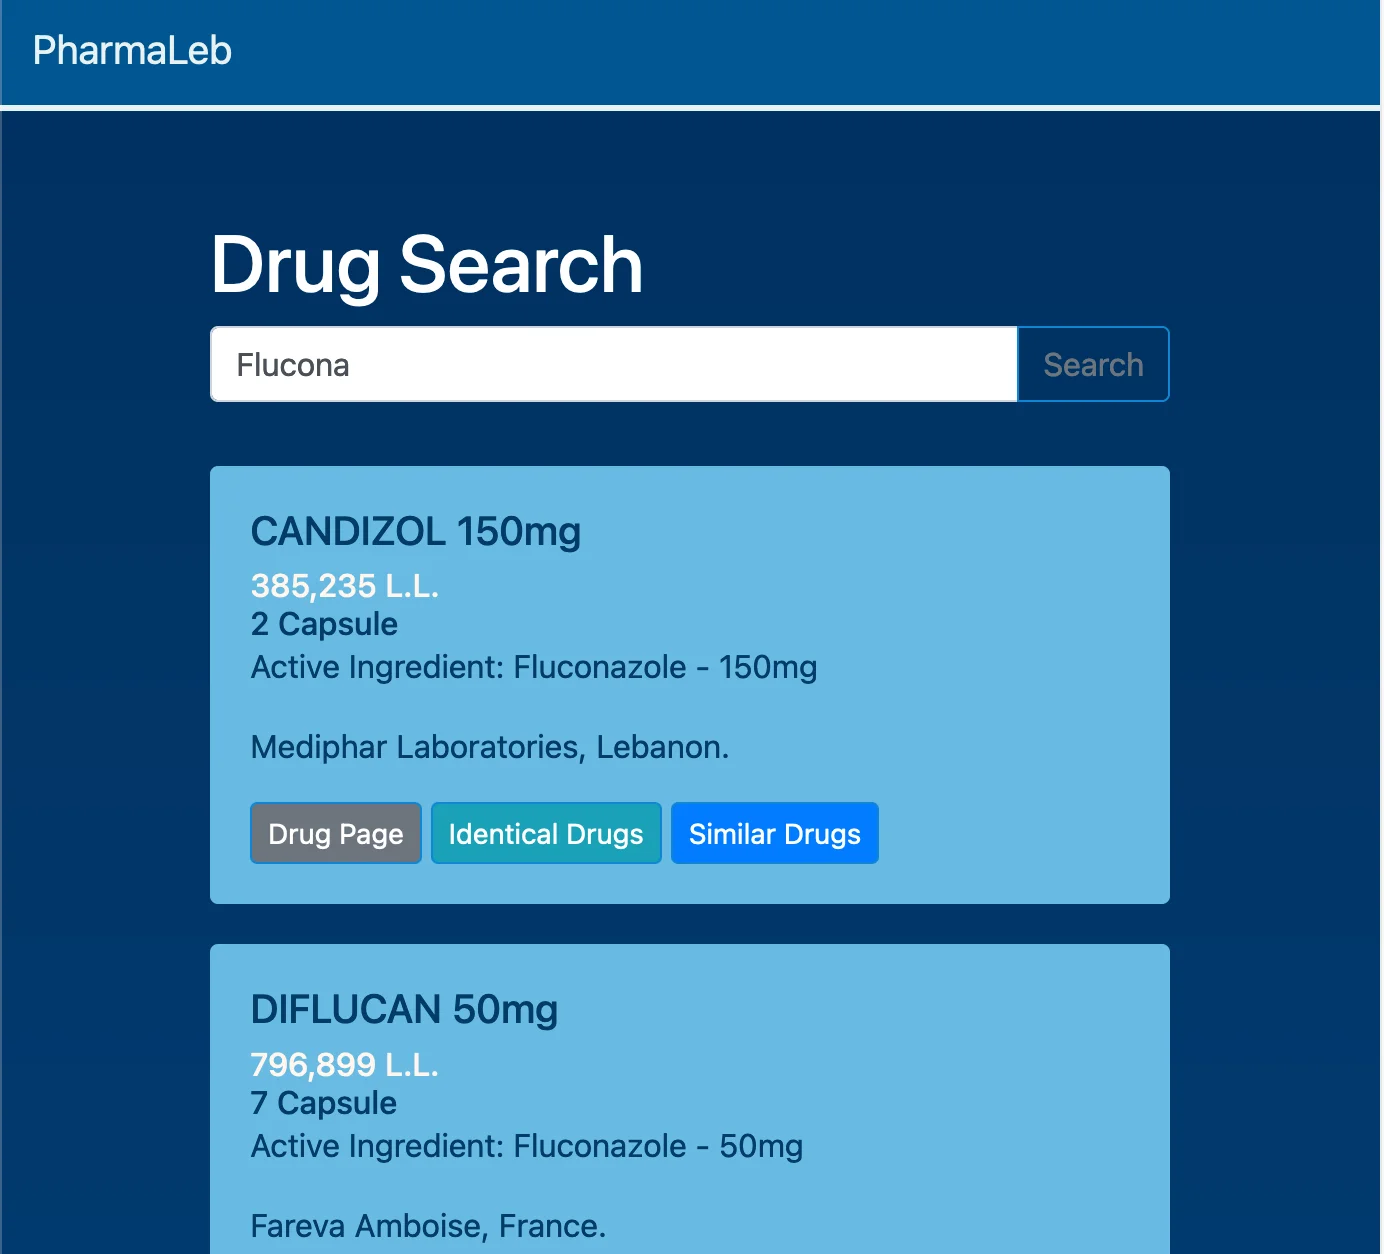 PharmaLeb
Drug Search
Flucona
Search
CANDIZOL 150mg
385,235 L.L.
2 Capsule
Active Ingredient: Fluconazole - 150mg
Mediphar Laboratories, Lebanon.
Drug Page Identical Drugs Similar Drugs
DIFLUCAN 50mg
796,899 L.L.
7 Capsule
Active Ingredient: Fluconazole - 50mg
Fareva Amboise, France.